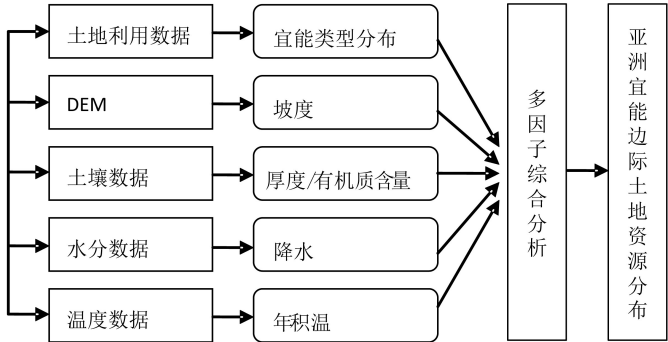 土地利用数据
宜能类型分布
DEM
坡度
土壤数据
厚度/有机质含量
水分数据
降水
温度数据
年积温
多因子综合分析
亚洲宜能边际土地资源分布